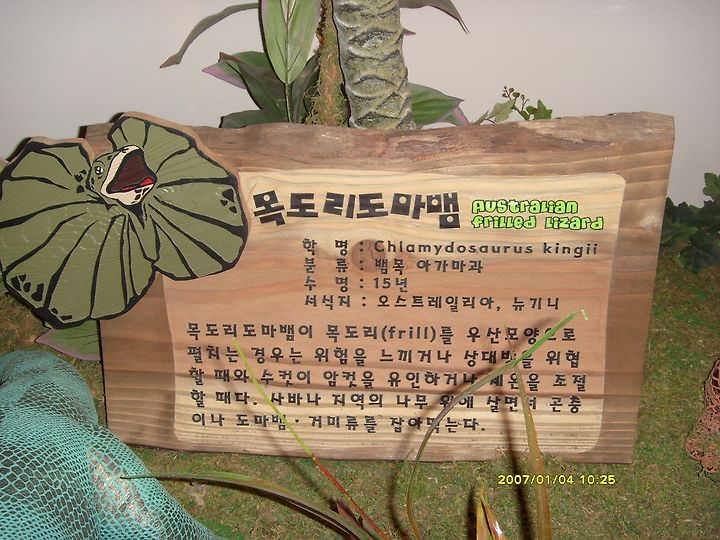 목도리도마뱀 Australian
frilled lizard
학 명 : Chlamydosaurus kingii
분 류 : 뱀목 아가마과
수 명 : 15년
서식지 : 오스트레일리아, 뉴기니
목도리도마뱀이 목도리(frill)를 우산모양으로
펼치는 경우는 위험을 느끼거나 상대방을 위협
할 때와 수컷이 암컷을 유인하거나 체온을 조절
할 때다. 사바나 지역의 나무 위에 살면서 곤충
이나 도마뱀·거미류를 잡아먹는다.
2007/01/04 10:25